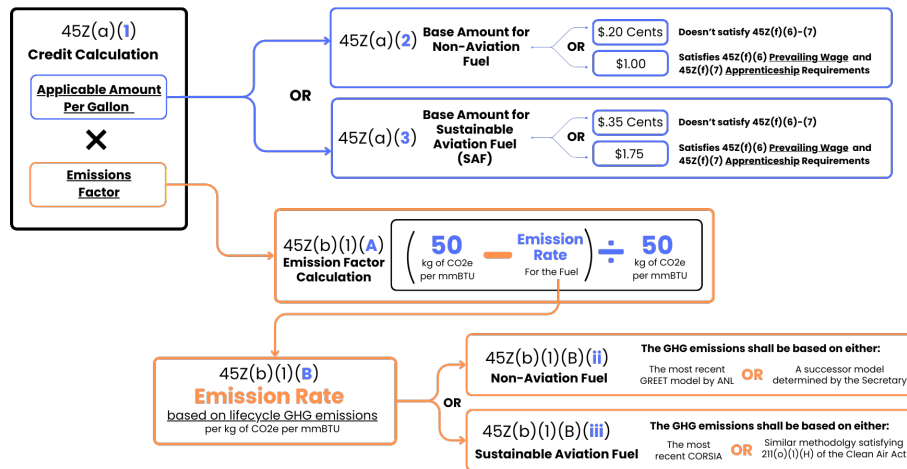 45Z(a)(1)
Credit Calculation
Applicable Amount
Per Gallon
×
Emissions
Factor
OR
45Z(a)(2)
Base Amount for
Non-Aviation
Fuel
$.20 Cents
OR
$1.00
Doesn't satisfy 45Z(f)(6)-(7)
Satisfies 45Z(f)(6) Prevailing Wage and
45Z(f)(7) Apprenticeship Requirements
45Z(a)(3)
Base Amount for
Sustainable
Aviation Fuel
(SAF)
$.35 Cents
OR
$1.75
Doesn't satisfy 45Z(f)(6)-(7)
Satisfies 45Z(f)(6) Prevailing Wage and
45Z(f)(7) Apprenticeship Requirements
45Z(b)(1)(A)
Emission Factor
Calculation
(
50
kg of CO2e
per mmBTU
−
Emission
Rate
For the Fuel
)
÷
50
kg of CO2e
per mmBTU
45Z(b)(1)(B)
Emission Rate
based on lifecycle GHG emissions
per kg of CO2e per mmBTU
OR
45Z(b)(1)(B)(ii)
Non-Aviation Fuel
The GHG emissions shall be based on either:
The most recent
GREET model by ANL
OR
A successor model
determined by the Secretary
45Z(b)(1)(B)(iii)
Sustainable Aviation Fuel
The GHG emissions shall be based on either:
The most
recent CORSIA
OR
Similar methodolgy satisfying
211(o)(1)(H) of the Clean Air Act